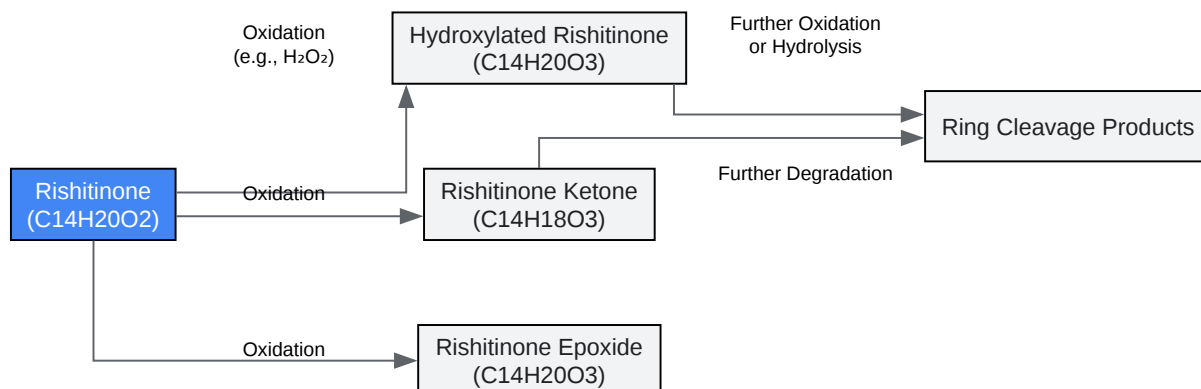 Oxidation
(e.g., H₂O₂)
Hydroxylated Rishitinone
(C14H20O3)
Further Oxidation
or Hydrolysis
Ring Cleavage Products
Rishitinone
(C14H20O2)
Oxidation
Rishitinone Ketone
(C14H18O3)
Further Degradation
Oxidation
Rishitinone Epoxide
(C14H20O3)